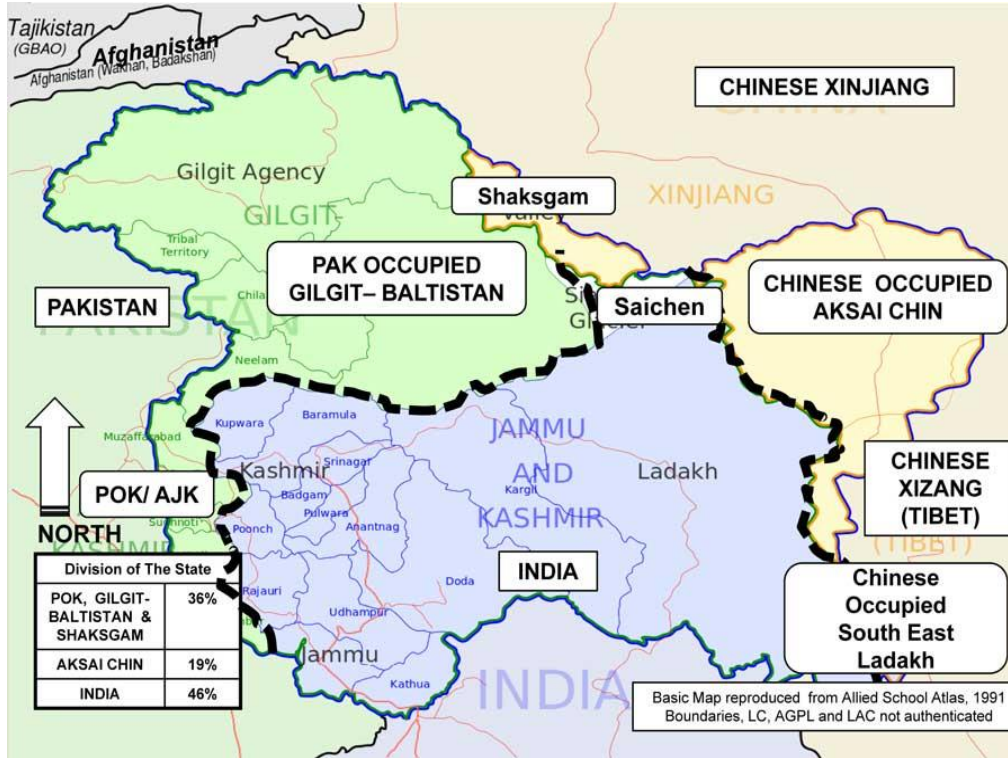 Tajikistan
(GBAO)
Afghanistan
Afghanistan (Wakhan, Badakshan)
CHINESE XINJIANG
CHINA
Gilgit Agency
Shaksgam
Valley
XINJIANG
GILGIT-
Tribal
Territory
PAK OCCUPIED
GILGIT– BALTISTAN
CHINESE OCCUPIED
AKSAI CHIN
PAKISTAN
PAKISTAN
Saichen
Neelam
Kupwara
Baramula
JAMMU
AND
KASHMIR
Muzaffarabad
Kashmir
Srinagar
Ladakh
CHINESE
XIZANG
(TIBET)
Badgam
Kargil
POK/ AJK
Pulwara
Poonch
Anantnag
NORTH
KASHMIR
(TIBET)
INDIA
Doda
Chinese
Occupied
South East
Ladakh
Rajauri
Udhampur
Jammu
Kathua
INDIA
Division of The State
POK, GILGIT-
BALTISTAN &
SHAKSGAM
36%
AKSAI CHIN
19%
INDIA
46%
Basic Map reproduced from Allied School Atlas, 1991
Boundaries, LC, AGPL and LAC not authenticated